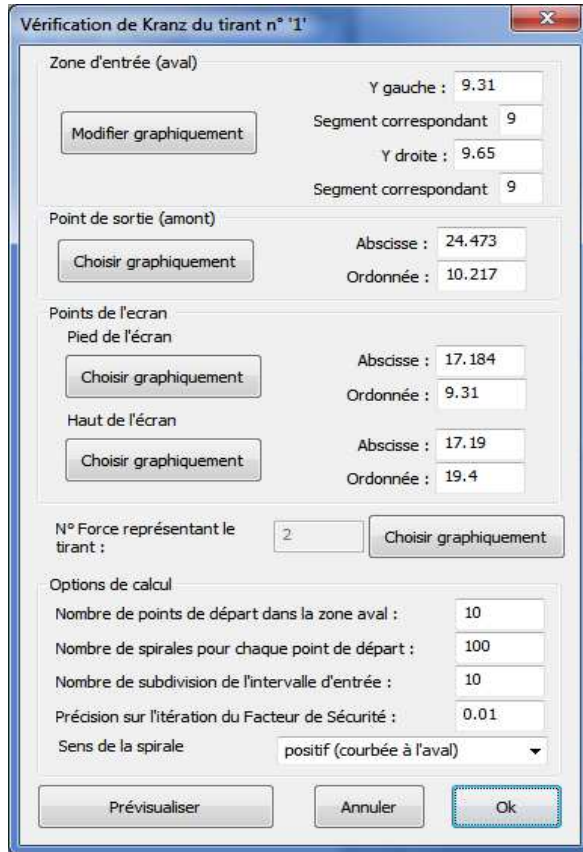 Vérification de Kranz du tirant n° '1'
Zone d'entrée (aval)
Modifier graphiquement
Y gauche : 9.31
Segment correspondant 9
Y droite : 9.65
Segment correspondant 9
Point de sortie (amont)
Choisir graphiquement
Abscisse : 24.473
Ordonnée : 10.217
Points de l'ecran
Pied de l'écran
Choisir graphiquement
Abscisse : 17.184
Ordonnée : 9.31
Haut de l'écran
Choisir graphiquement
Abscisse : 17.19
Ordonnée : 19.4
N° Force représentant le
tirant :
2
Choisir graphiquement
Options de calcul
Nombre de points de départ dans la zone aval : 10
Nombre de spirales pour chaque point de départ : 100
Nombre de subdivision de l'intervalle d'entrée : 10
Précision sur l'itération du Facteur de Sécurité : 0.01
Sens de la spirale positif (courbée à l'aval)
Prévisualiser Annuler Ok